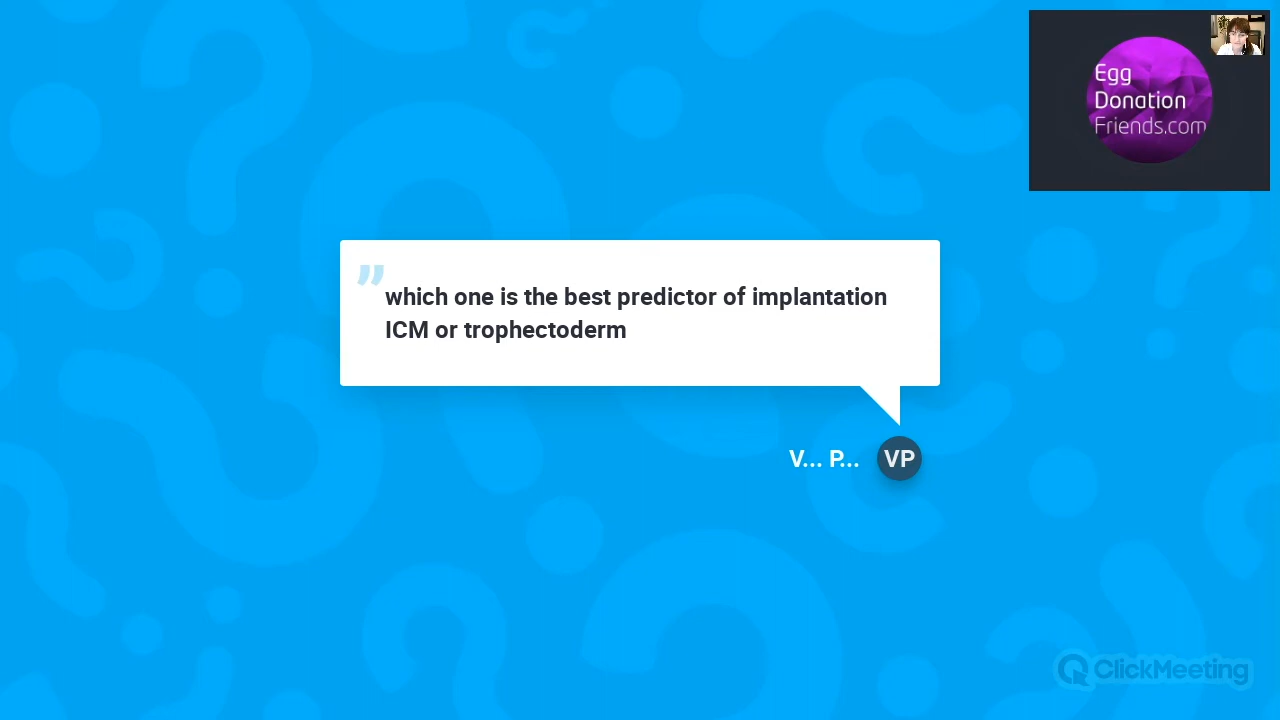 Egg
Donation
Friends.com
"
which one is the best predictor of implantation
ICM or trophectoderm
V... P...
VP
ClickMeeting